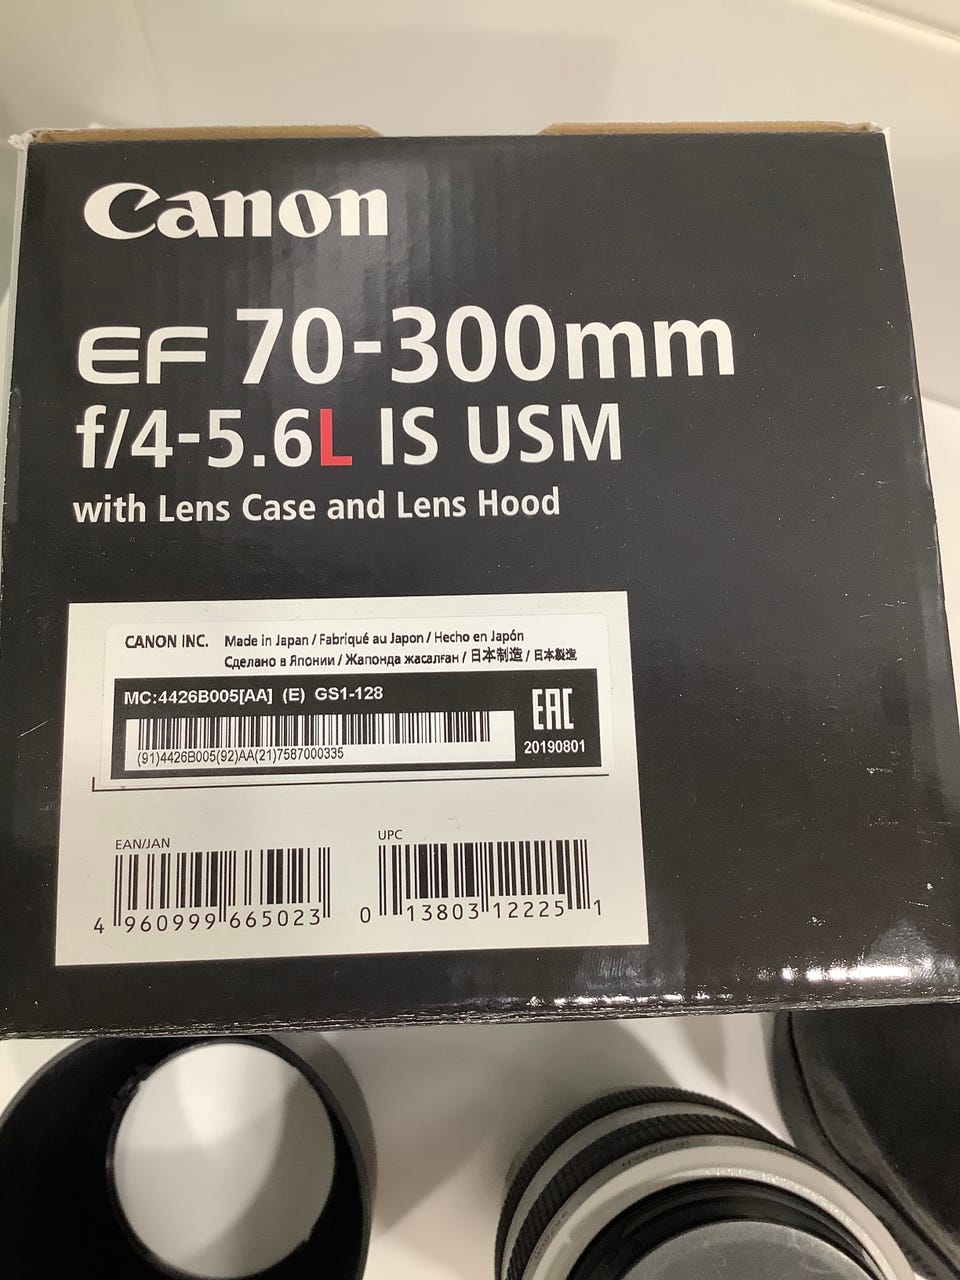 Canon
EF 70-300mm
f/4-5.6L IS USM
with Lens Case and Lens Hood
CANON INC. Made in Japan / Fabriqué au Japon / Hecho en Japón
Сделано в Японии / Жапонда жасалған / 日本制造 / 日本製造
MC:4426B005[AA] (E) GS1-128
EAC
(91)4426B005(92)AA(21)7587000335
20190801
EAN/JAN
4 960999 665023
UPC
0 13803 12225 1